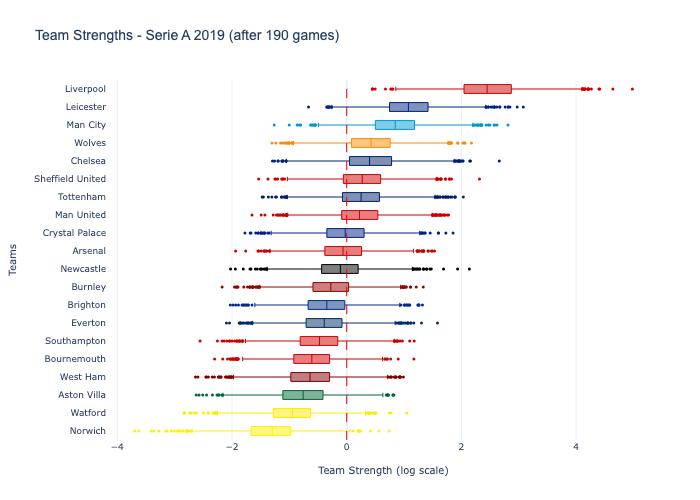 Team Strengths - Serie A 2019 (after 190 games)
Liverpool
Leicester
Man City
Wolves
Chelsea
Sheffield United
Tottenham
Man United
Crystal Palace
Arsenal
Newcastle
Burnley
Brighton
Everton
Southampton
Bournemouth
West Ham
Aston Villa
Watford
Norwich
Teams
−4 −2 0 2 4
Team Strength (log scale)